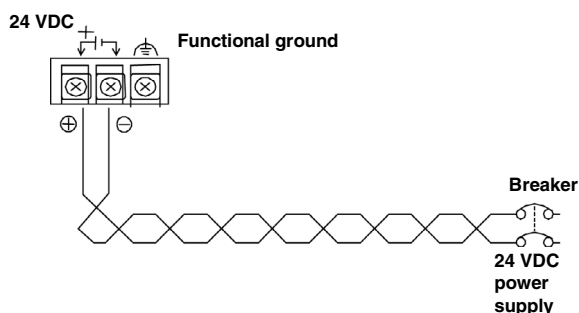 24 VDC
+
Functional ground
⊕ ⊖
Breaker
24 VDC
power
supply